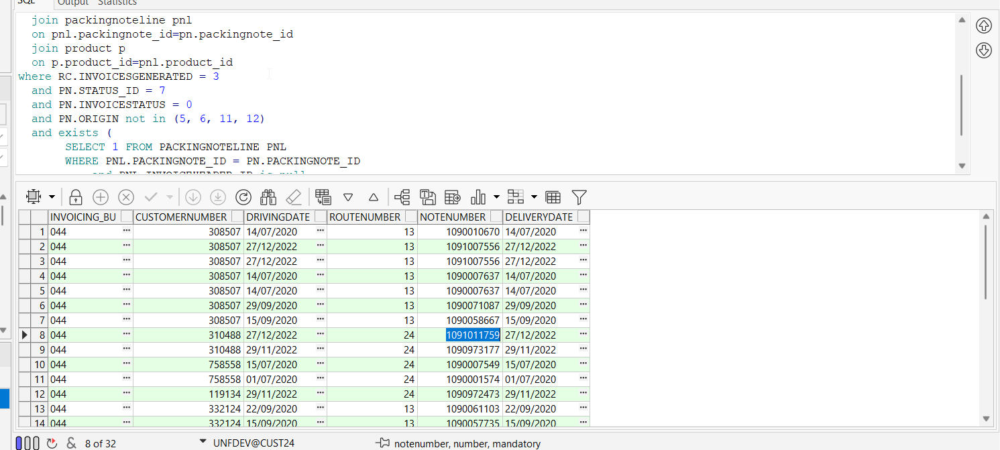 SQL Output Statistics
join packingnoteline pnl
on pnl.packingnote_id=pn.packingnote_id
join product p
on p.product_id=pnl.product_id
where RC.INVOICESGENERATED = 3
and PN.STATUS_ID = 7
and PN.INVOICESTATUS = 0
and PN.ORIGIN not in (5, 6, 11, 12)
and exists (
SELECT 1 FROM PACKINGNOTELINE PNL
WHERE PNL.PACKINGNOTE_ID = PN.PACKINGNOTE_ID
and PNL.INVOICEHEADER_ID is null
INVOICING_BU CUSTOMERNUMBER DRIVINGDATE ROUTENUMBER NOTENUMBER DELIVERYDATE
1 044 ... 308507 14/07/2020 ... 13 1090010670 14/07/2020 ...
2 044 ... 308507 27/12/2022 ... 13 1091007556 27/12/2022 ...
3 044 ... 308507 27/12/2022 ... 13 1091007556 27/12/2022 ...
4 044 ... 308507 14/07/2020 ... 13 1090007637 14/07/2020 ...
5 044 ... 308507 14/07/2020 ... 13 1090007637 14/07/2020 ...
6 044 ... 308507 29/09/2020 ... 13 1090071087 29/09/2020 ...
7 044 ... 308507 15/09/2020 ... 13 1090058667 15/09/2020 ...
8 044 ... 310488 27/12/2022 ... 24 1091011759 27/12/2022 ...
9 044 ... 310488 29/11/2022 ... 24 1090973177 29/11/2022 ...
10 044 ... 758558 15/07/2020 ... 24 1090007549 15/07/2020 ...
11 044 ... 758558 01/07/2020 ... 24 1090001574 01/07/2020 ...
12 044 ... 119134 29/11/2022 ... 24 1090972473 29/11/2022 ...
13 044 ... 332124 22/09/2020 ... 13 1090061103 22/09/2020 ...
14 044 ... 332124 15/09/2020 ... 13 1090057735 15/09/2020 ...
& 8 of 32 UNFDEV@CUST24 notenumber, number, mandatory